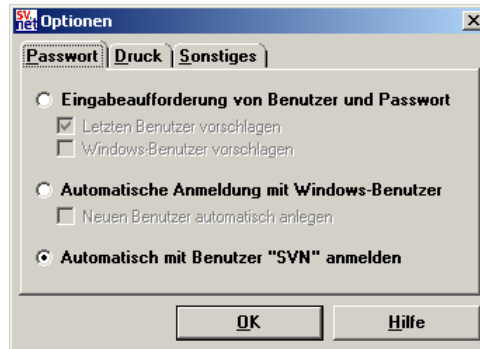 sv.
net Optionen
Passwort Druck Sonstiges
Eingabeaufforderung von Benutzer und Passwort
Letzten Benutzer vorschlagen
Windows-Benutzer vorschlagen
Automatische Anmeldung mit Windows-Benutzer
Neuen Benutzer automatisch anlegen
Automatisch mit Benutzer "SVN" anmelden
OK Hilfe